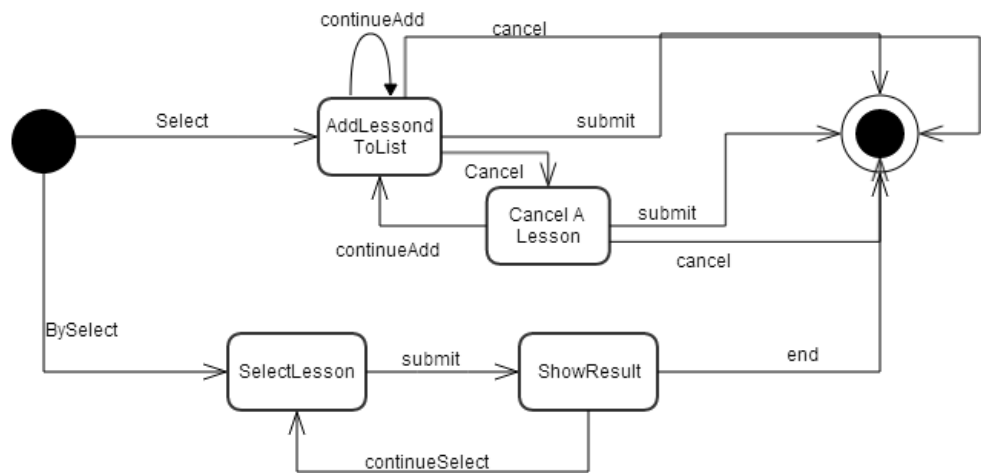 continueAdd
cancel
Select
AddLessond
ToList
submit
Cancel
Cancel A
Lesson
submit
continueAdd
cancel
BySelect
SelectLesson
submit
ShowResult
end
continueSelect